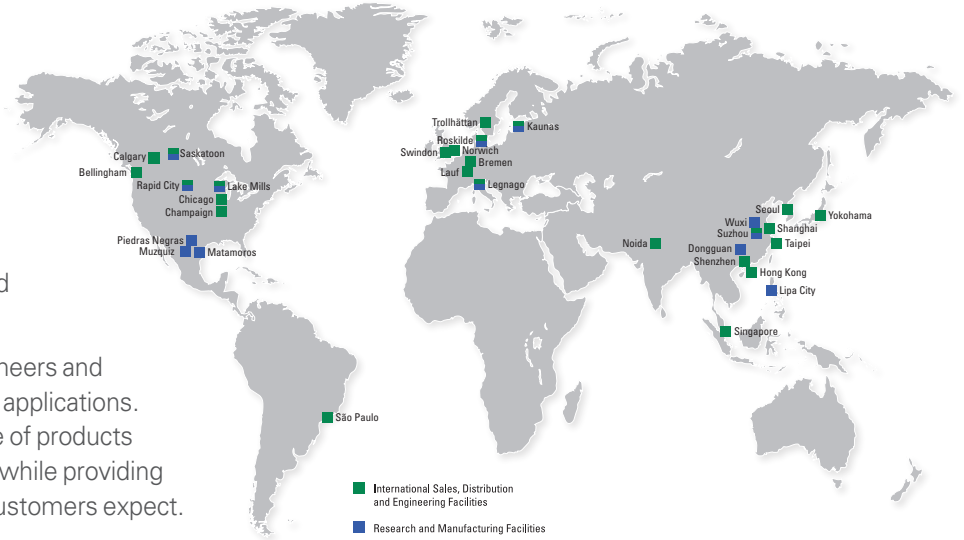 Trollhättan
Kaunas
Roskilde
Swindon
Norwich
Bremen
Lauf
Legnago
Calgary
Saskatoon
Bellingham
Rapid City
Lake Mills
Chicago
Champaign
Piedras Negras
Muzquiz
Matamoros
Seoul
Yokohama
Wuxi
Suzhou
Shanghai
Noida
Dongguan
Taipei
Shenzhen
Hong Kong
Lipa City
Singapore
São Paulo
and
applications.
of products
while providing
customers expect.
International Sales, Distribution
and Engineering Facilities
Research and Manufacturing Facilities